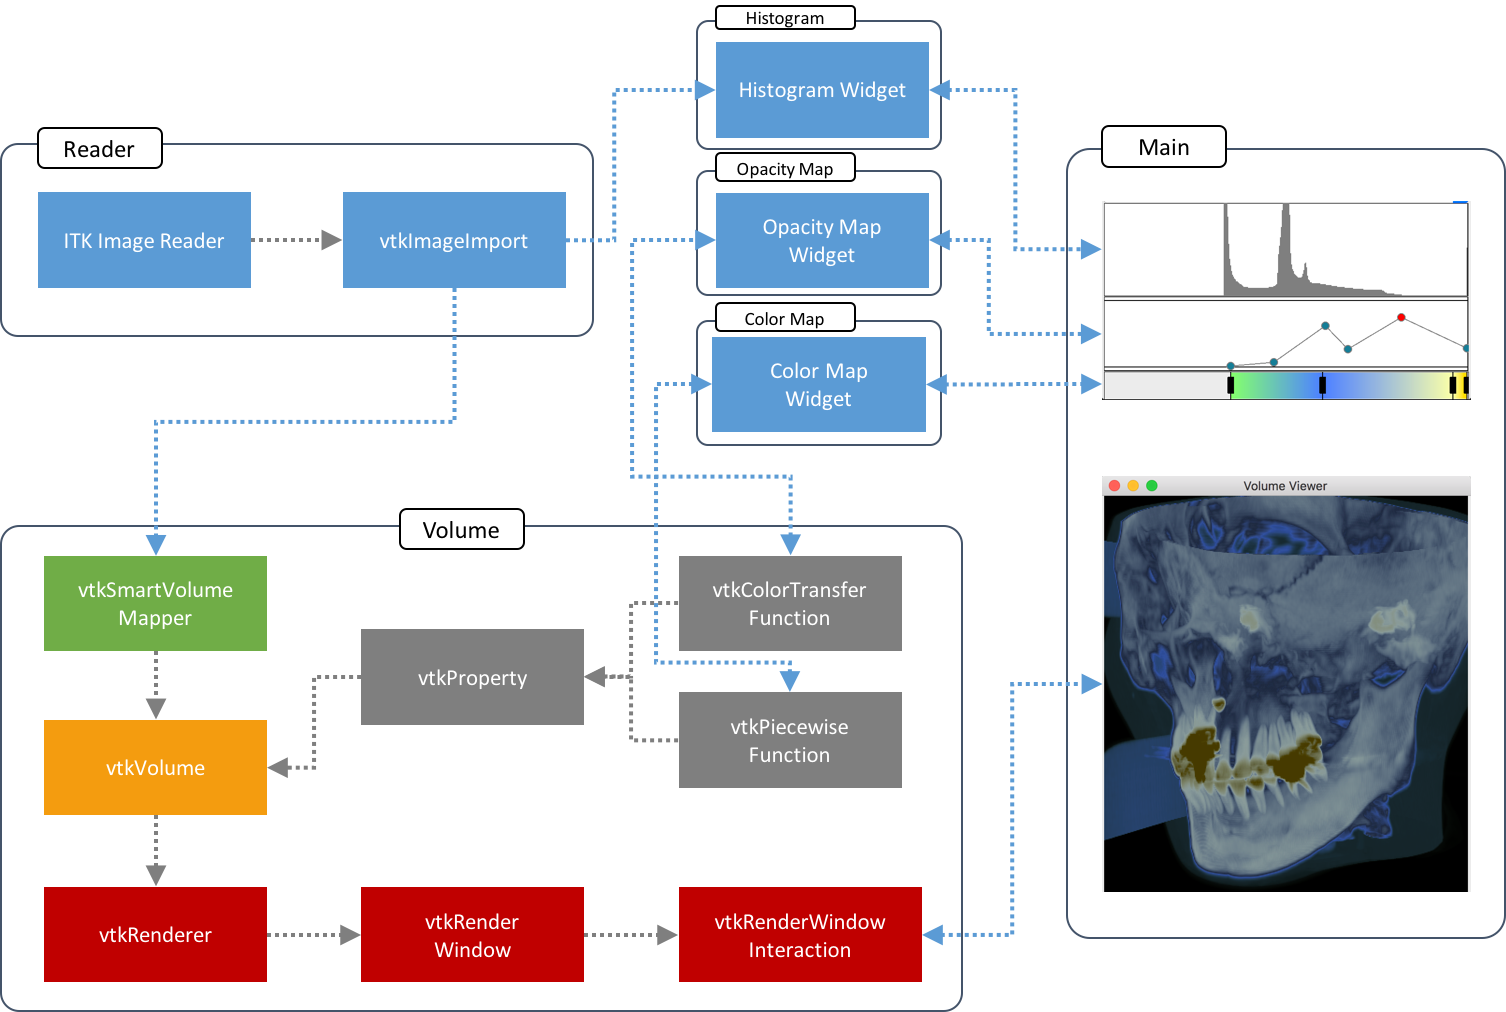 Histogram
Histogram Widget
Reader
Main
Opacity Map
ITK Image Reader
vtkImageImport
Opacity Map
Widget
Color Map
Color Map
Widget
Volume Viewer
Volume
vtkSmartVolume
Mapper
vtkColorTransfer
Function
vtkProperty
vtkPiecewise
Function
vtkVolume
vtkRenderer
vtkRender
Window
vtkRenderWindow
Interaction